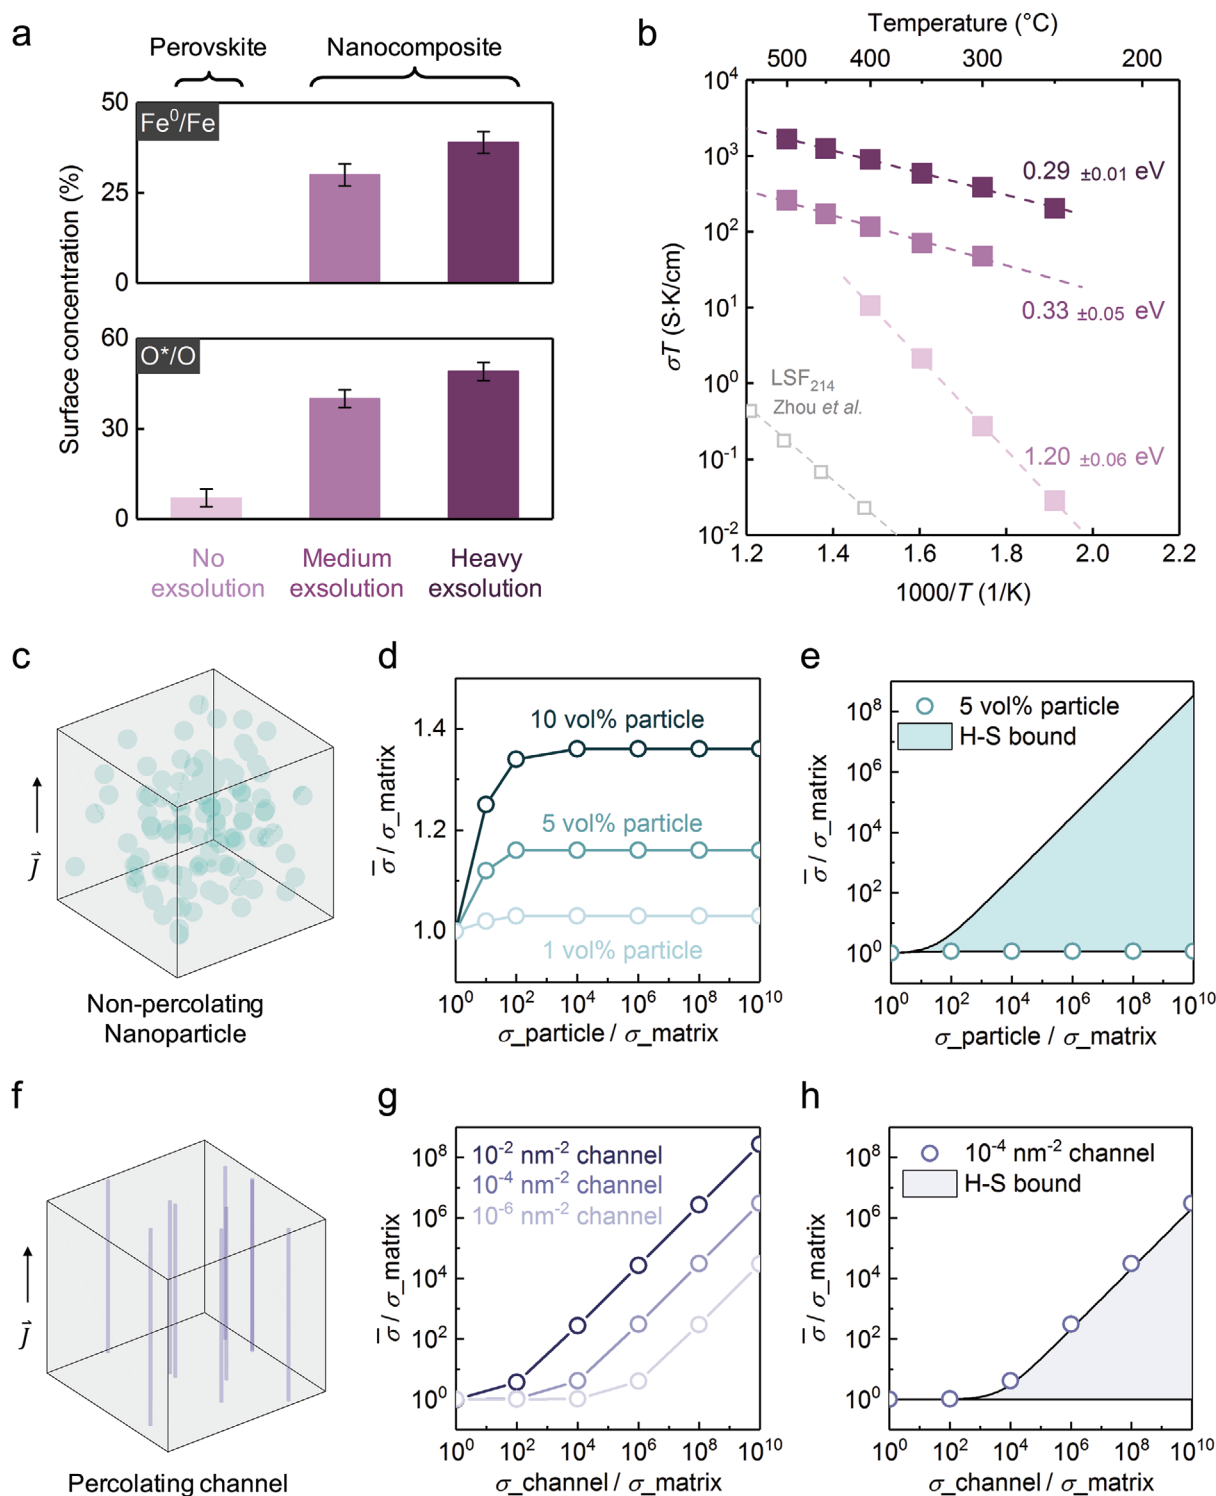 a
Perovskite
Nanocomposite
Fe⁰/Fe
50
25
0
O*/O
60
30
0
Surface concentration (%)
No
exsolution
Medium
exsolution
Heavy
exsolution
b
Temperature (°C)
500 400 300 200
10⁴
10³
10²
10¹
10⁰
10⁻¹
10⁻²
σT (S·K/cm)
0.29 ±0.01 eV
0.33 ±0.05 eV
LSF₂₁₄
Zhou et al.
1.20 ±0.06 eV
1.2 1.4 1.6 1.8 2.0 2.2
1000/T (1/K)
c
J⃗
Non-percolating
Nanoparticle
d
1.4
1.2
1.0
σ̅ / σ_matrix
10 vol% particle
5 vol% particle
1 vol% particle
10⁰ 10² 10⁴ 10⁶ 10⁸ 10¹⁰
σ_particle / σ_matrix
e
5 vol% particle
H-S bound
10⁸
10⁶
10⁴
10²
10⁰
σ̅ / σ_matrix
10⁰ 10² 10⁴ 10⁶ 10⁸ 10¹⁰
σ_particle / σ_matrix
f
J⃗
Percolating channel
g
10⁻² nm⁻² channel
10⁻⁴ nm⁻² channel
10⁻⁶ nm⁻² channel
10⁸
10⁶
10⁴
10²
10⁰
σ̅ / σ_matrix
10⁰ 10² 10⁴ 10⁶ 10⁸ 10¹⁰
σ_channel / σ_matrix
h
10⁻⁴ nm⁻² channel
H-S bound
10⁸
10⁶
10⁴
10²
10⁰
σ̅ / σ_matrix
10⁰ 10² 10⁴ 10⁶ 10⁸ 10¹⁰
σ_channel / σ_matrix